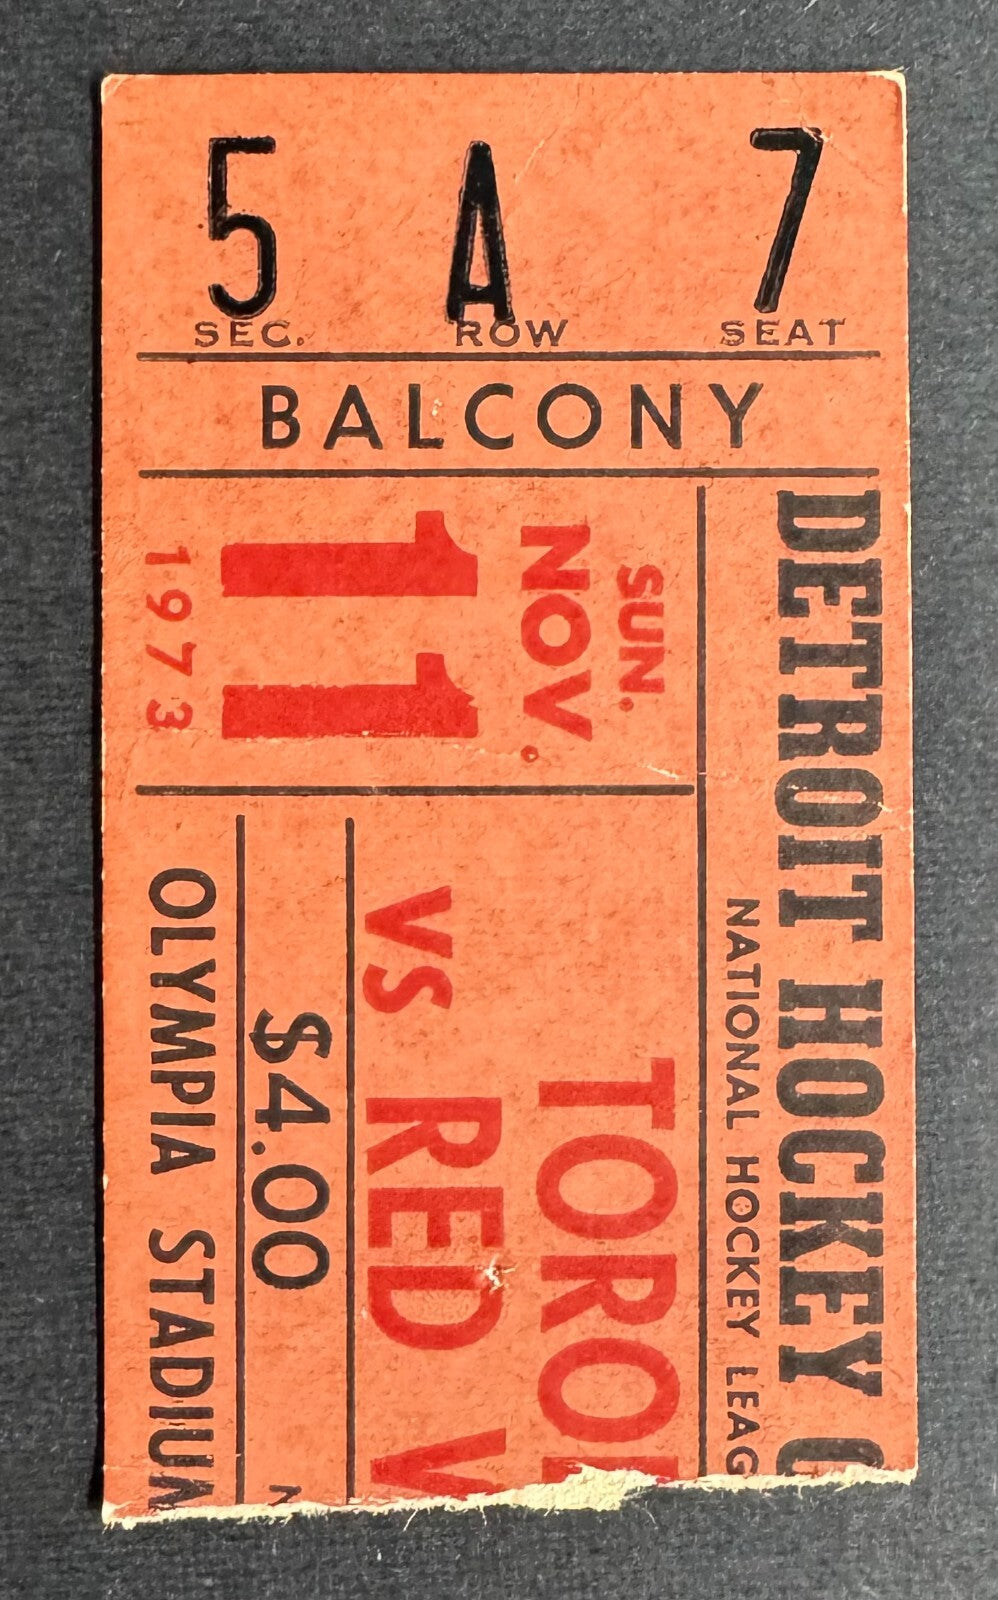 5 A 7
SEC. ROW SEAT
BALCONY
DETROIT HOCKEY
NATIONAL HOCKEY LEAG
SUN.
NOV.
11
1973
TORO
VS RED
$4.00
OLYMPIA STADIUM